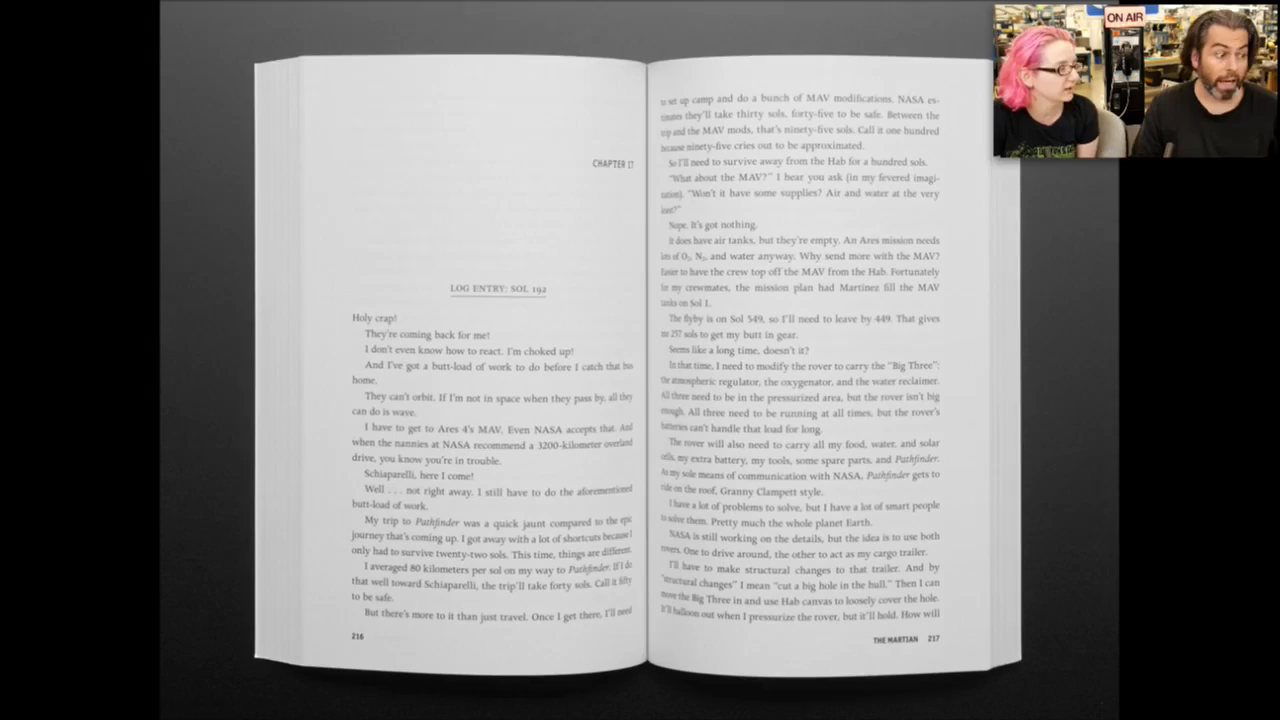 ON AIR
CHAPTER 17
LOG ENTRY: SOL 192
Holy crap!
They're coming back for me!
I don't even know how to react. I'm choked up!
And I've got a butt-load of work to do before I catch that bus
home.
They can't orbit. If I'm not in space when they pass by, all they
can do is wave.
I have to get to Ares 4's MAV. Even NASA accepts that. And
when the nannies at NASA recommend a 3200-kilometer overland
drive, you know you're in trouble.
Schiaparelli, here I come!
Well . . . not right away. I still have to do the aforementioned
butt-load of work.
My trip to Pathfinder was a quick jaunt compared to the epic
journey that's coming up. I got away with a lot of shortcuts because I
only had to survive twenty-two sols. This time, things are different.
I averaged 80 kilometers per sol on my way to Pathfinder. If I do
that well toward Schiaparelli, the trip'll take forty sols. Call it fifty
to be safe.
But there's more to it than just travel. Once I get there, I'll need
216
to set up camp and do a bunch of MAV modifications. NASA es-
timates they'll take thirty sols, forty-five to be safe. Between the
trip and the MAV mods, that's ninety-five sols. Call it one hundred
because ninety-five cries out to be approximated.
So I'll need to survive away from the Hab for a hundred sols.
"What about the MAV?" I hear you ask (in my fevered imagi-
nation). "Won't it have some supplies? Air and water at the very
least?"
Nope. It's got nothing.
It does have air tanks, but they're empty. An Ares mission needs
lots of O₂, N₂, and water anyway. Why send more with the MAV?
Easier to have the crew top off the MAV from the Hab. Fortunately
for my crewmates, the mission plan had Martinez fill the MAV
tanks on Sol 1.
The flyby is on Sol 549, so I'll need to leave by 449. That gives
me 257 sols to get my butt in gear.
Seems like a long time, doesn't it?
In that time, I need to modify the rover to carry the "Big Three":
the atmospheric regulator, the oxygenator, and the water reclaimer.
All three need to be in the pressurized area, but the rover isn't big
enough. All three need to be running at all times, but the rover's
batteries can't handle that load for long.
The rover will also need to carry all my food, water, and solar
cells, my extra battery, my tools, some spare parts, and Pathfinder.
As my sole means of communication with NASA, Pathfinder gets to
ride on the roof, Granny Clampett style.
I have a lot of problems to solve, but I have a lot of smart people
to solve them. Pretty much the whole planet Earth.
NASA is still working on the details, but the idea is to use both
rovers. One to drive around, the other to act as my cargo trailer.
I'll have to make structural changes to that trailer. And by
"structural changes" I mean "cut a big hole in the hull." Then I can
move the Big Three in and use Hab canvas to loosely cover the hole.
It'll balloon out when I pressurize the rover, but it'll hold. How will
THE MARTIAN 217